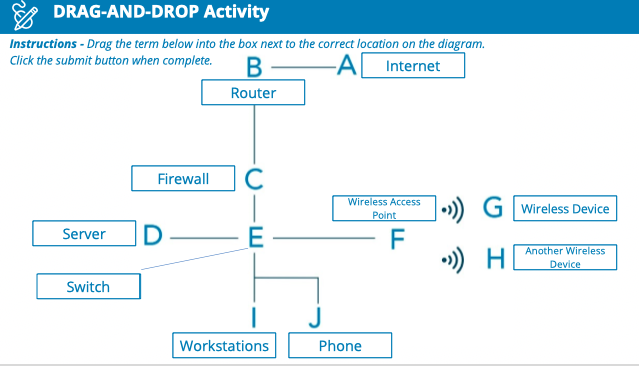 DRAG-AND-DROP Activity
Instructions - Drag the term below into the box next to the correct location on the diagram.
Click the submit button when complete.
B
A
Internet
Router
Firewall
C
Wireless Access
Point
G
Wireless Device
Server
D
E
F
H
Another Wireless
Device
Switch
I
J
Workstations
Phone